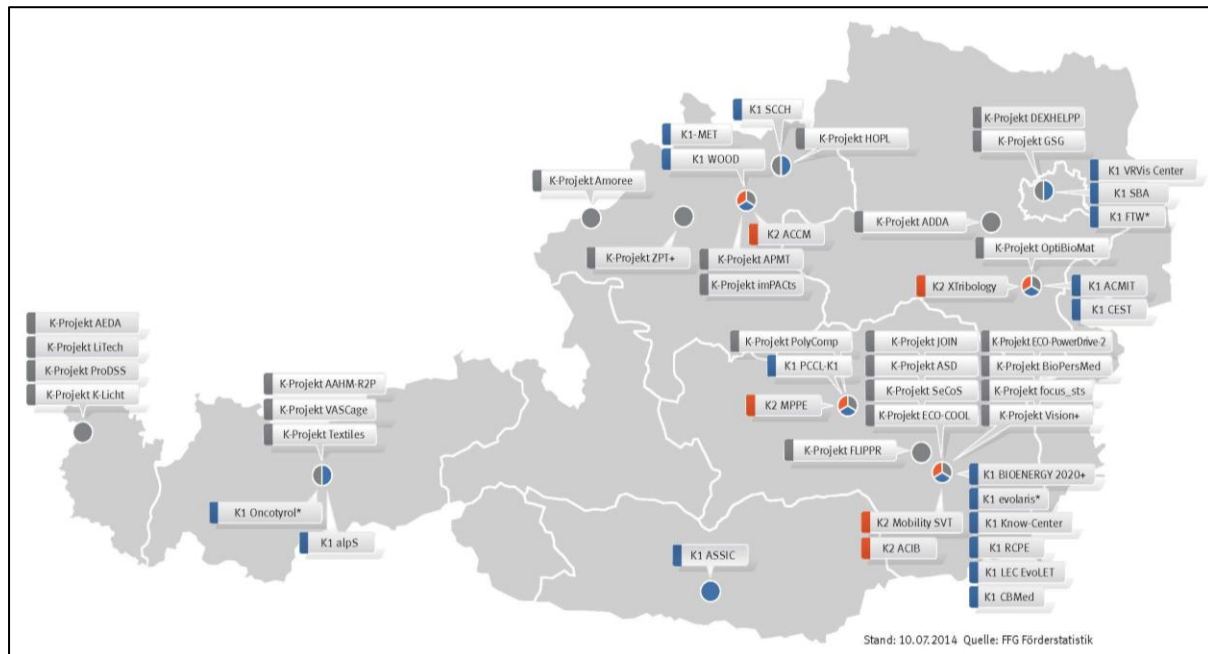 K1 SCCH
K1-MET
K-Projekt HOPL
K1 WOOD
K-Projekt DEXHELPP
K-Projekt GSG
K1 VRVis Center
K1 SBA
K1 FTW*
K-Projekt Amoree
K-Projekt ADDA
K2 ACCM
K-Projekt ZPT+
K-Projekt APMT
K-Projekt imPACts
K-Projekt OptiBioMat
K2 XTribology
K1 ACMIT
K1 CEST
K-Projekt AEDA
K-Projekt LiTech
K-Projekt ProDSS
K-Projekt K-Licht
K-Projekt AAHM-R2P
K-Projekt VASCage
K-Projekt Textiles
K1 Oncotyrol*
K1 alpS
K-Projekt PolyComp
K1 PCCL-K1
K2 MPPE
K-Projekt JOIN
K-Projekt ASD
K-Projekt SeCoS
K-Projekt ECO-COOL
K-Projekt ECO-PowerDrive-2
K-Projekt BioPersMed
K-Projekt focus_sts
K-Projekt Vision+
K-Projekt FLIPPR
K1 BIOENERGY 2020+
K1 evolaris*
K1 Know-Center
K1 RCPE
K1 LEC EvoLET
K1 CBMed
K2 Mobility SVT
K2 ACIB
K1 ASSIC
Stand: 10.07.2014 Quelle: FFG Förderstatistik